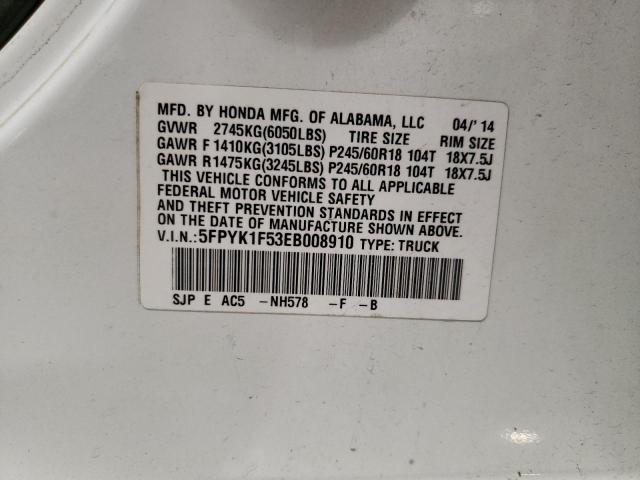 MFD. BY HONDA MFG. OF ALABAMA, LLC 04/'14
GVWR 2745KG(6050LBS) TIRE SIZE RIM SIZE
GAWR F 1410KG(3105LBS) P245/60R18 104T 18X7.5J
GAWR R1475KG(3245LBS) P245/60R18 104T 18X7.5J
THIS VEHICLE CONFORMS TO ALL APPLICABLE
FEDERAL MOTOR VEHICLE SAFETY
AND THEFT PREVENTION STANDARDS IN EFFECT
ON THE DATE OF MANUFACTURE SHOWN ABOVE.
V.I.N.:5FPYK1F53EB008910 TYPE: TRUCK
SJP E AC5 -NH578 -F -B